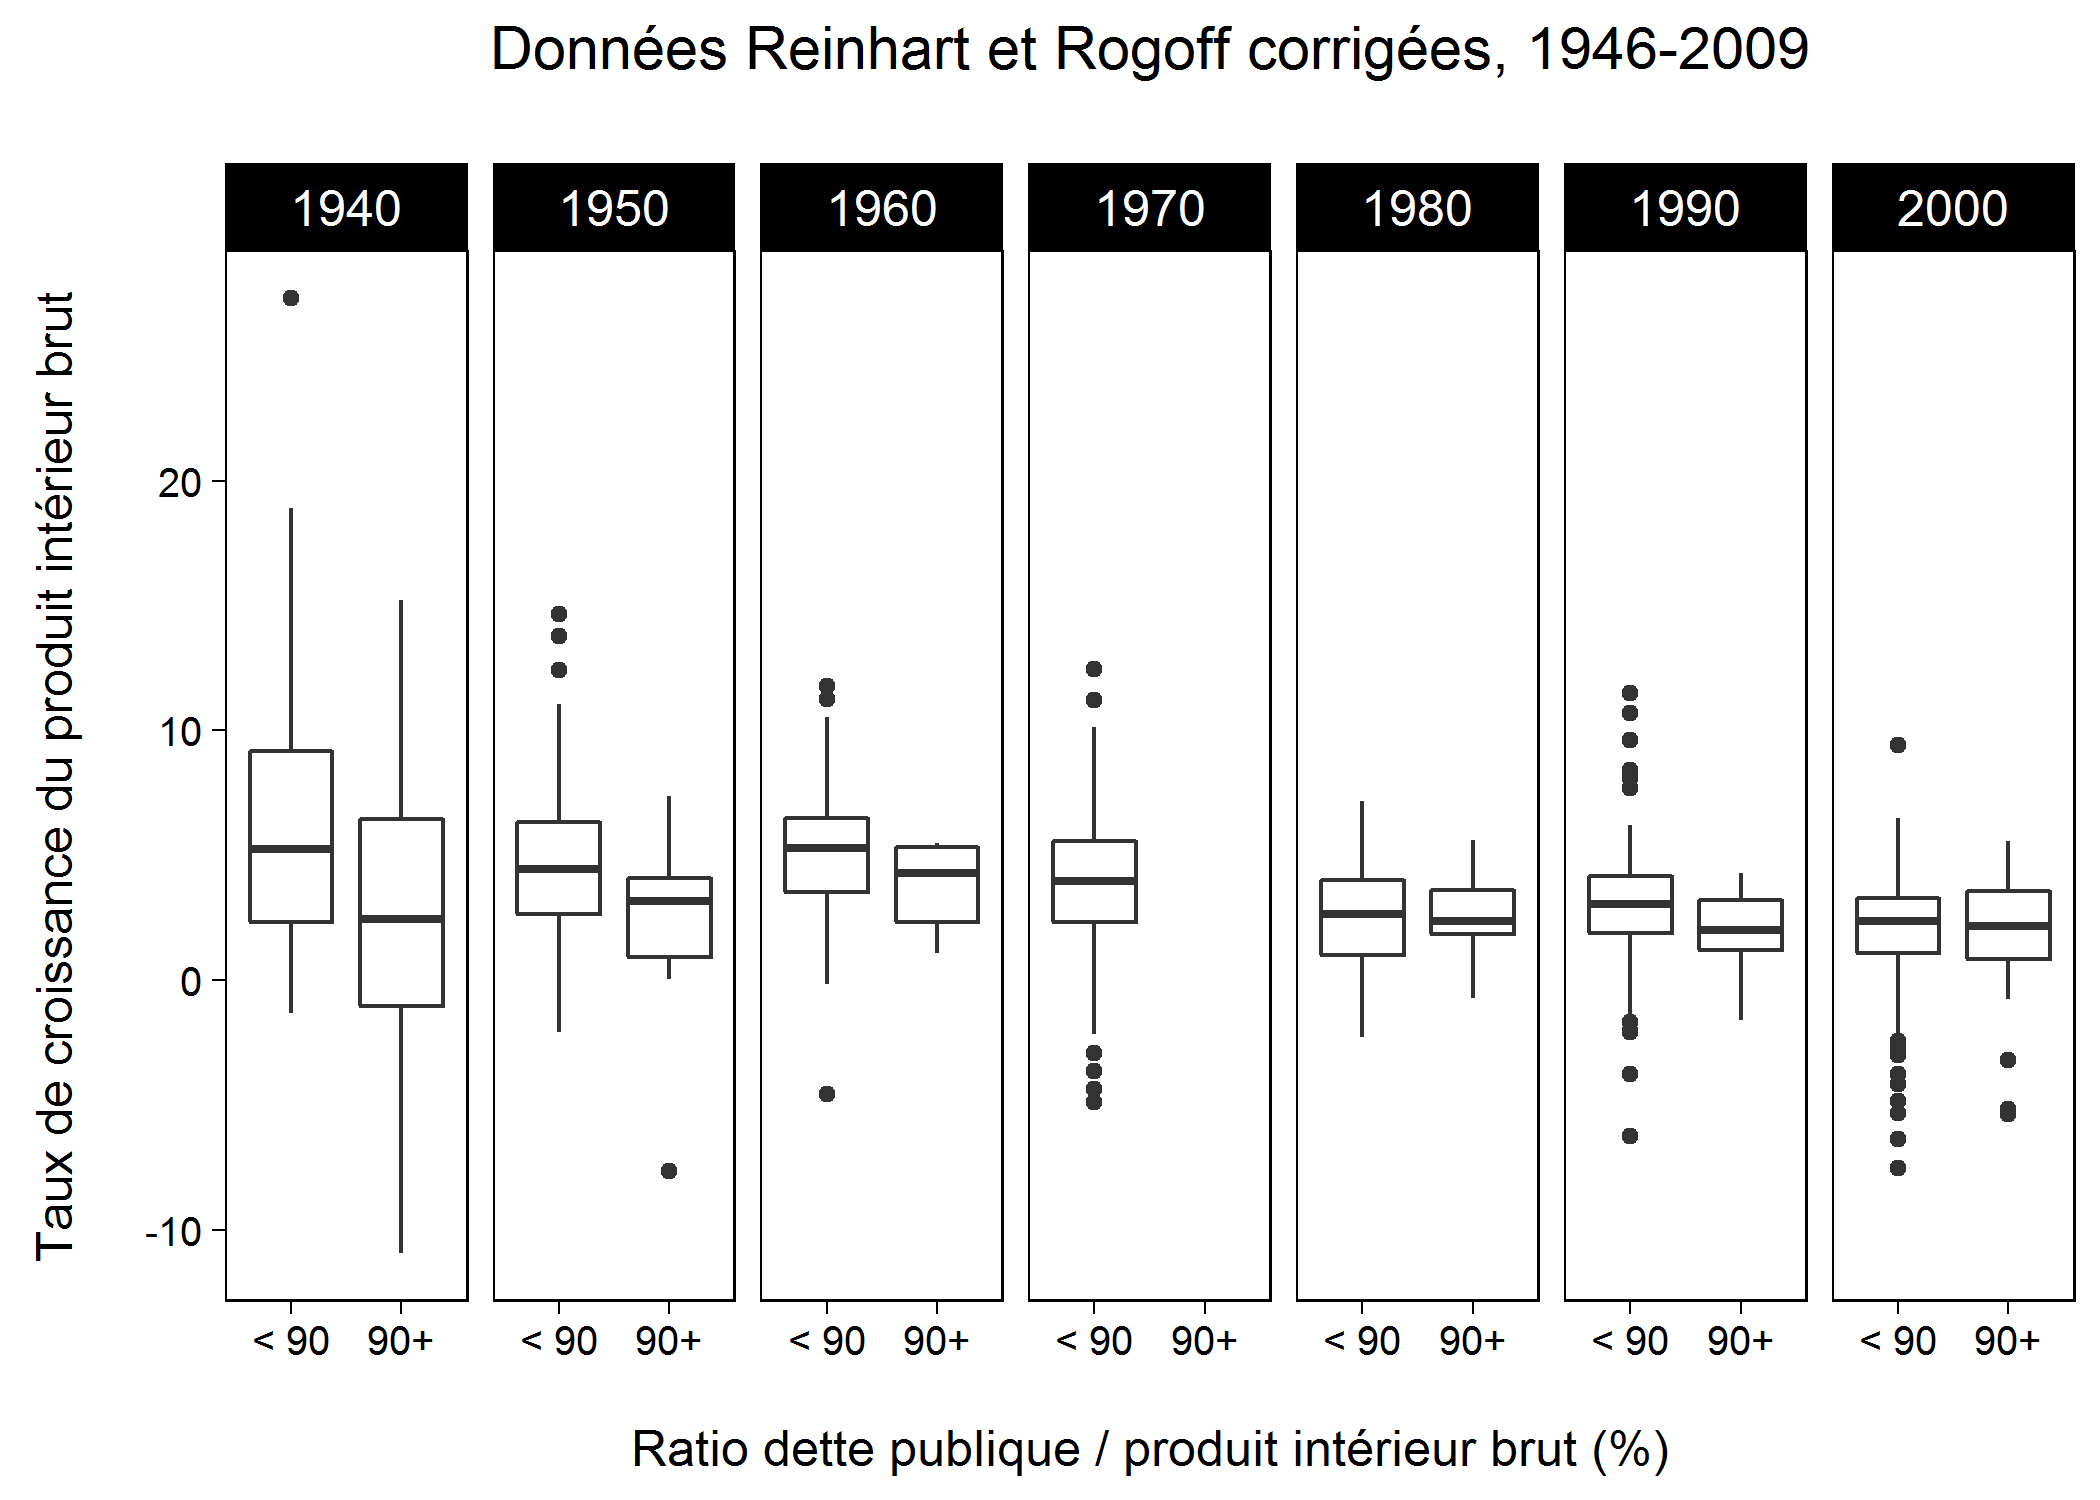 Données Reinhart et Rogoff corrigées, 1946-2009
1940 1950 1960 1970 1980 1990 2000
Taux de croissance du produit intérieur brut
20
10
0
-10
< 90 90+ < 90 90+ < 90 90+ < 90 90+ < 90 90+ < 90 90+ < 90 90+
Ratio dette publique / produit intérieur brut (%)